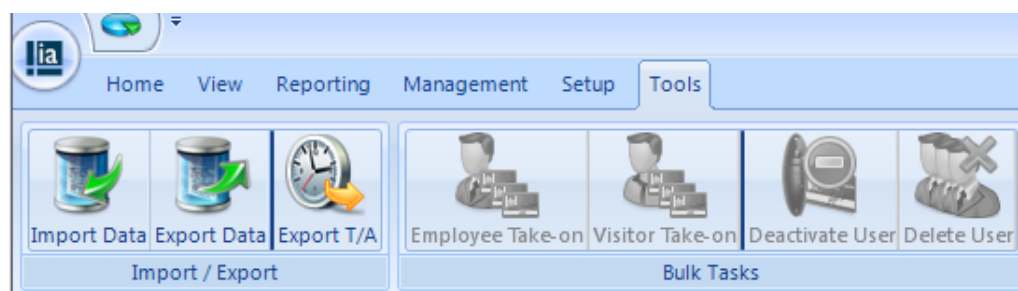 ia
Home View Reporting Management Setup Tools
Import Data Export Data Export T/A Employee Take-on Visitor Take-on Deactivate User Delete User
Import / Export Bulk Tasks